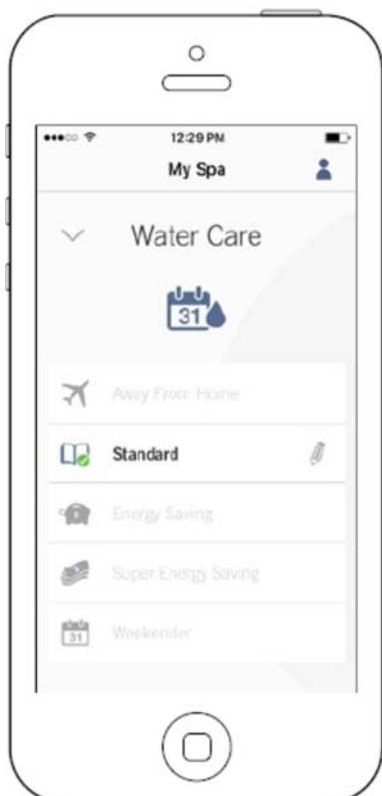 12:29 PM
My Spa
Water Care
31
Away From Home
Standard
Energy Saving
Super Energy Saving
31
Weekender